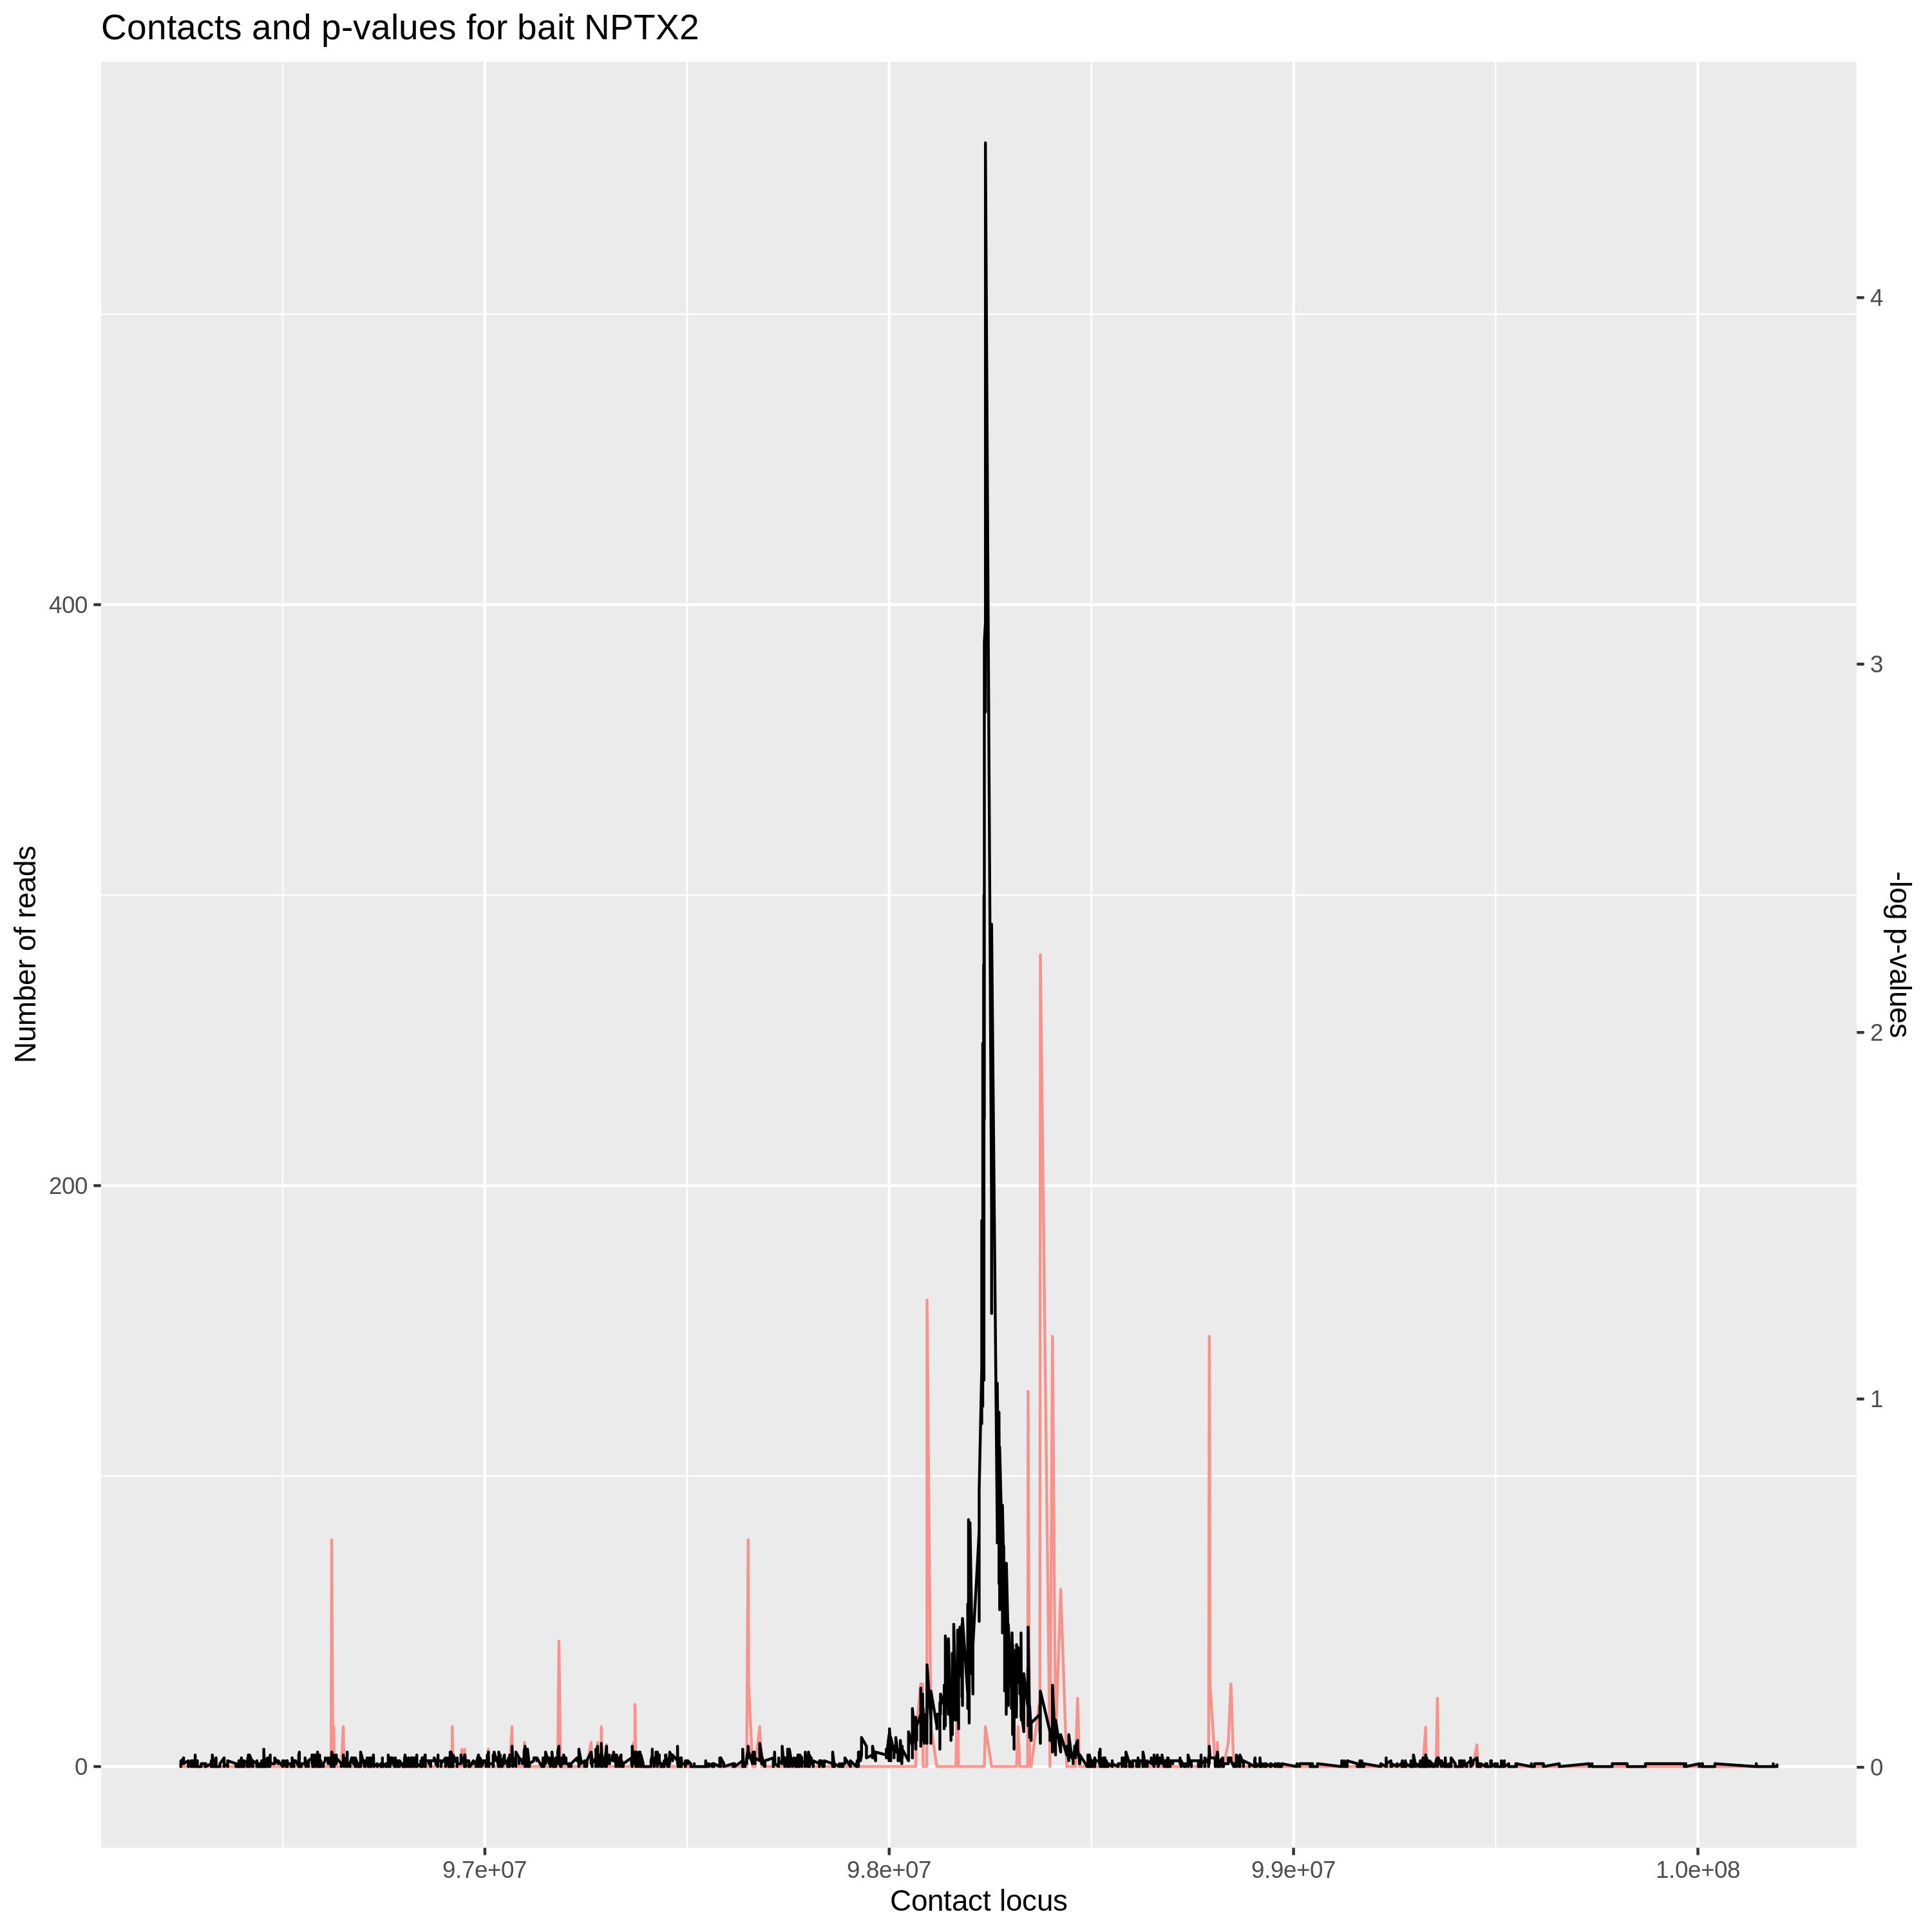 Contacts and p-values for bait NPTX2
Number of reads
400
200
0
4
3
2
1
0
-log p-values
9.7e+07
9.8e+07
9.9e+07
1.0e+08
Contact locus